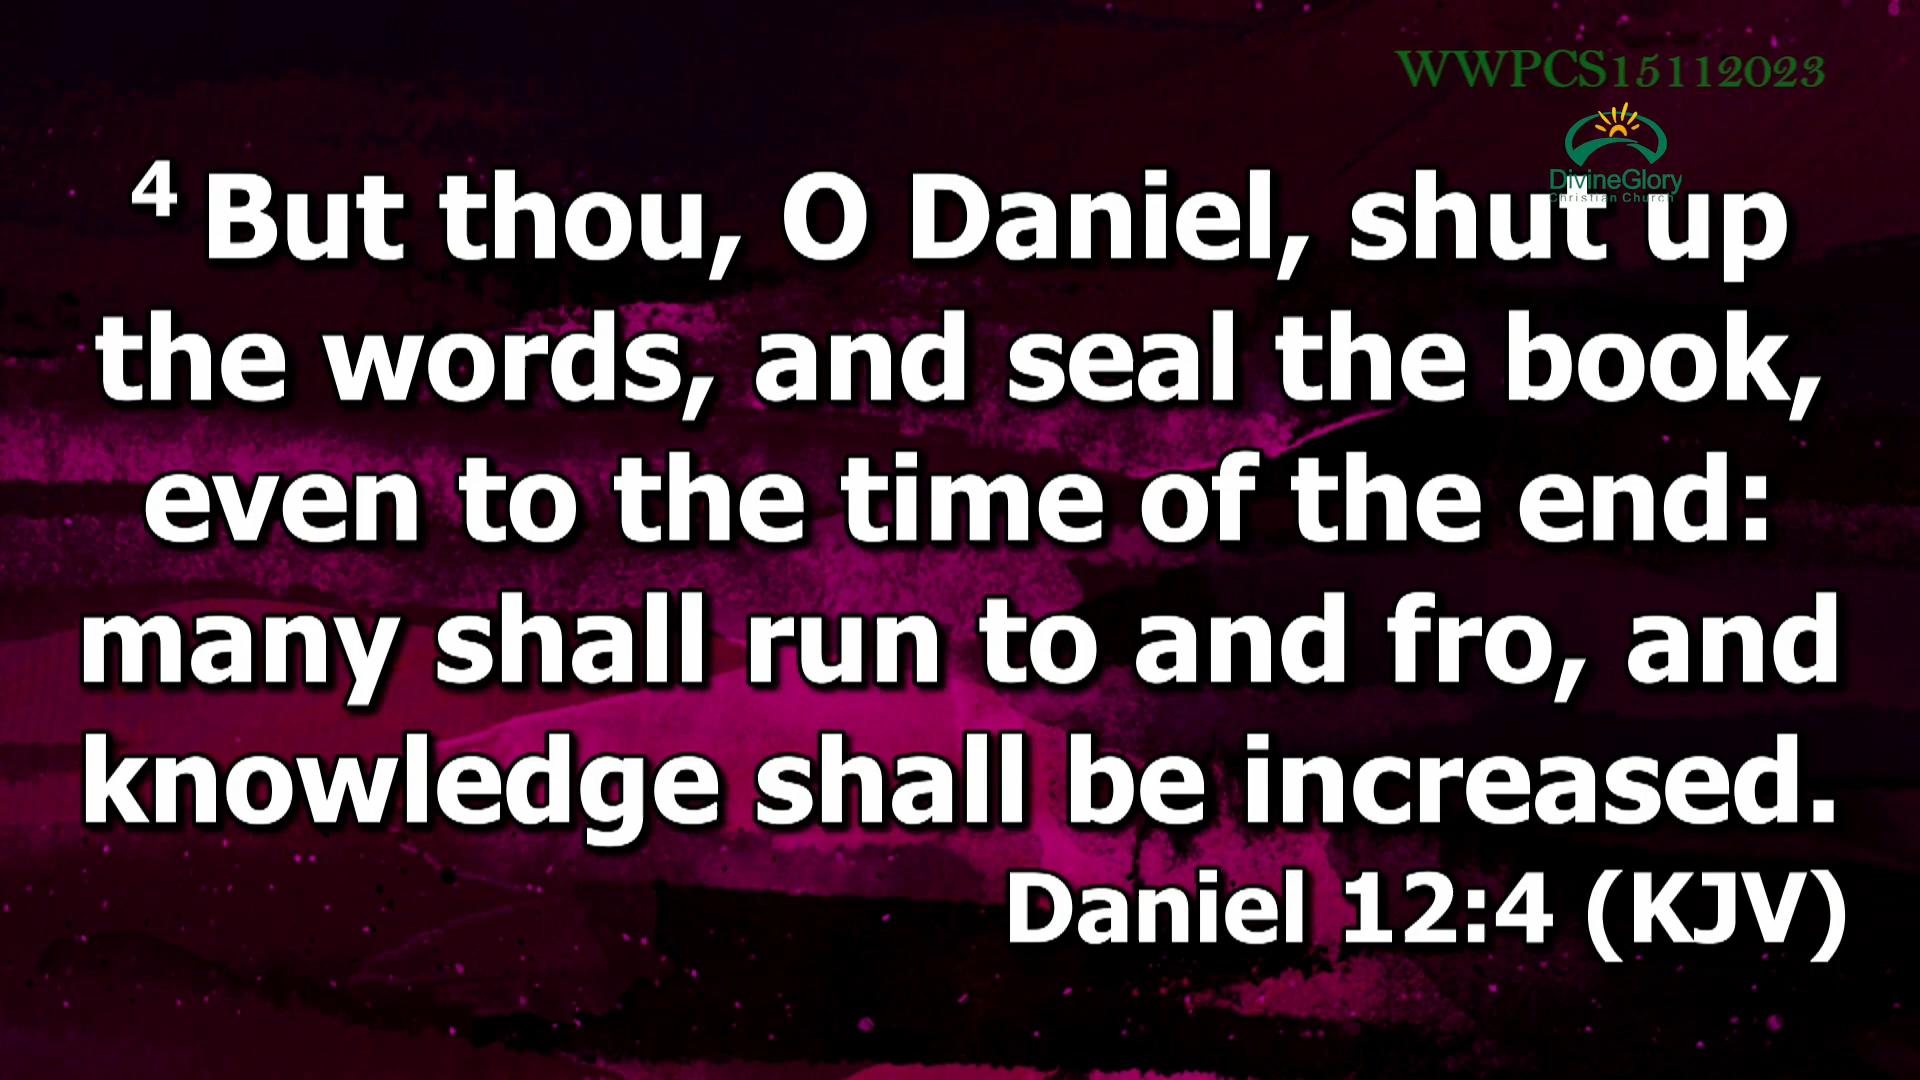 WWPCS15112023
DivineGlory
Christian Church
4 But thou, O Daniel, shut up
the words, and seal the book,
even to the time of the end:
many shall run to and fro, and
knowledge shall be increased.
Daniel 12:4 (KJV)